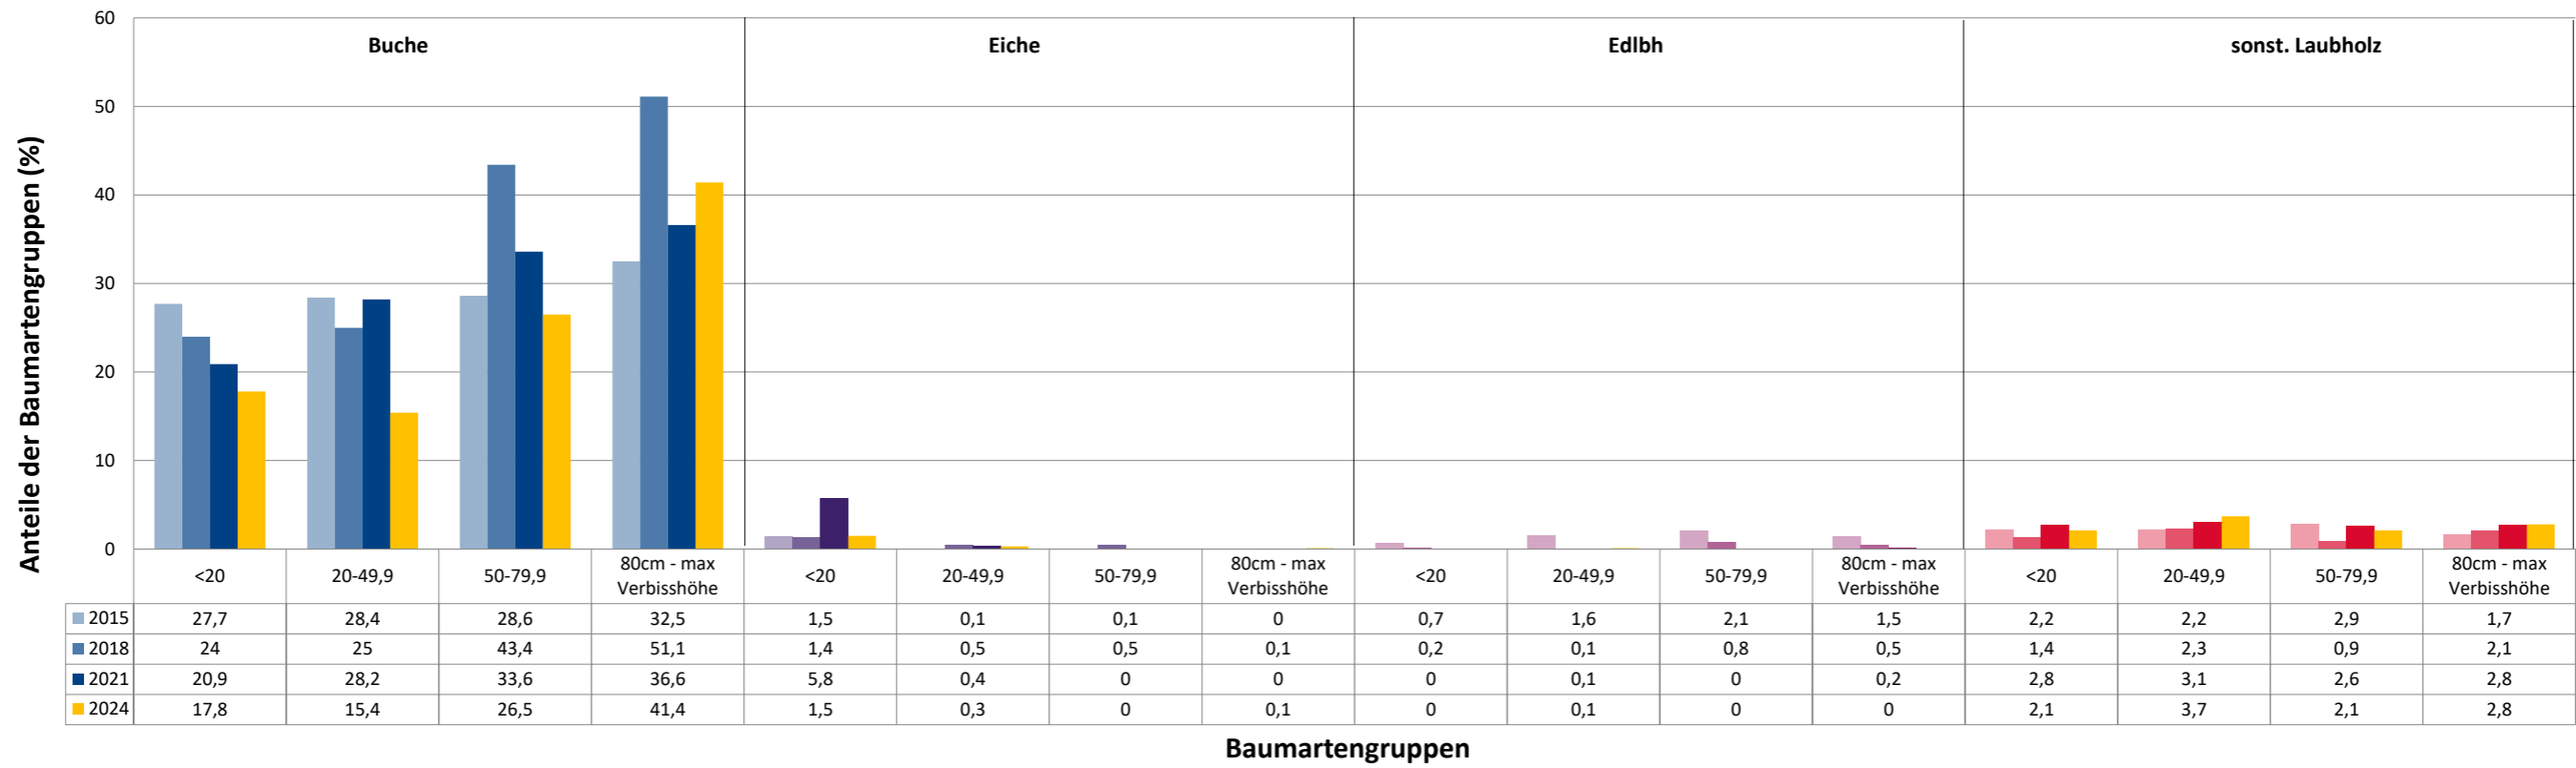 60
50
40
30
20
10
0
Anteile der Baumartengruppen (%)
Buche Eiche Edlbh sonst. Laubholz
<20 20-49,9 50-79,9 80cm - max Verbisshöhe <20 20-49,9 50-79,9 80cm - max Verbisshöhe <20 20-49,9 50-79,9 80cm - max Verbisshöhe <20 20-49,9 50-79,9 80cm - max Verbisshöhe
2015 27,7 28,4 28,6 32,5 1,5 0,1 0,1 0 0,7 1,6 2,1 1,5 2,2 2,2 2,9 1,7
2018 24 25 43,4 51,1 1,4 0,5 0,5 0,1 0,2 0,1 0,8 0,5 1,4 2,3 0,9 2,1
2021 20,9 28,2 33,6 36,6 5,8 0,4 0 0 0 0,1 0 0,2 2,8 3,1 2,6 2,8
2024 17,8 15,4 26,5 41,4 1,5 0,3 0 0,1 0 0,1 0 0 2,1 3,7 2,1 2,8
Baumartengruppen